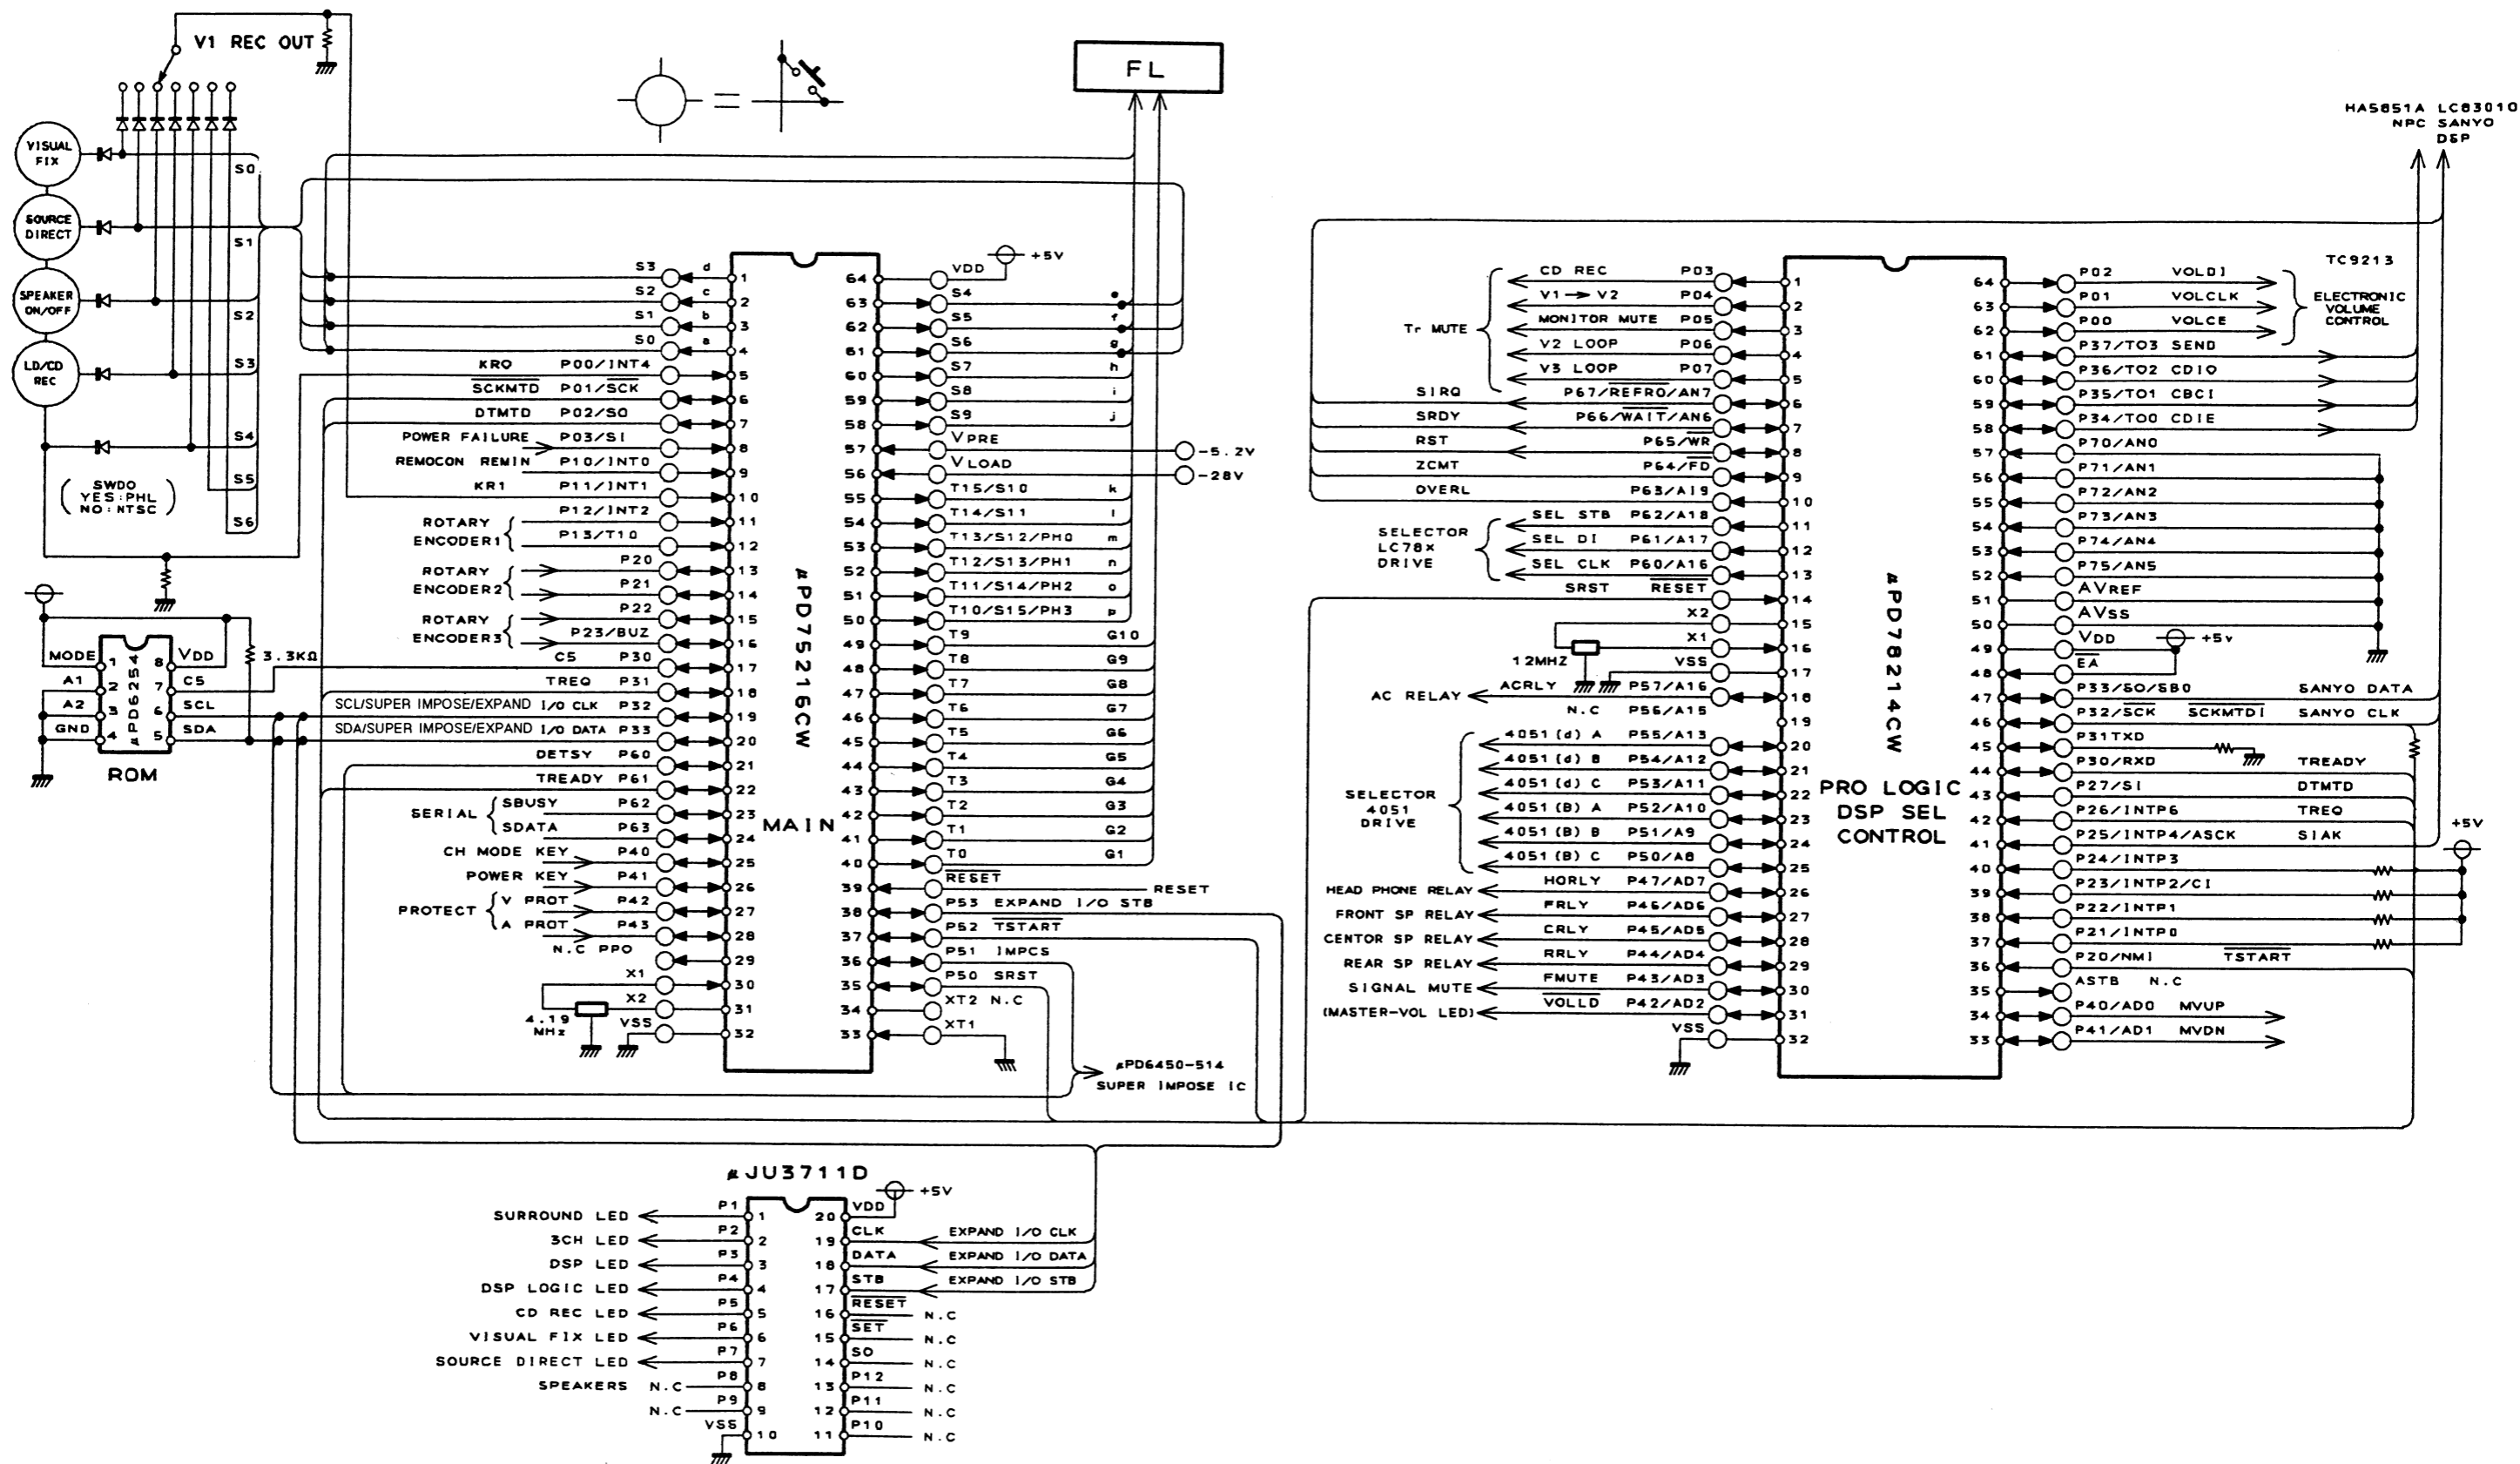 V1 REC OUT
FL
HA5851A LC83010
NPC SANYO
DSP
VISUAL
FIX
SOURCE
DIRECT
SPEAKER
ON/OFF
LD/CD
REC
S0
S1
S2
S3
S4
S5
S6
SWDO
YES:PHL
NO:NTSC
S3 d 1
S2 c 2
S1 b 3
S0 a 4
KR0 P00/INT4 5
SCKMTD P01/SCK 6
DTMTD P02/SO 7
POWER FAILURE P03/SI 8
REMOCON REMIN P10/INT0 9
KR1 P11/INT1 10
P12/INT2 11
ROTARY
ENCODER1
P13/T10 12
P20 13
ROTARY
ENCODER2
P21 14
P22 15
ROTARY
ENCODER3
P23/BUZ 16
C5 P30 17
TREQ P31 18
SCL/SUPER IMPOSE/EXPAND I/O CLK P32 19
SDA/SUPER IMPOSE/EXPAND I/O DATA P33 20
DETSY P60 21
TREADY P61 22
SERIAL
SBUSY P62 23
SDATA P63 24
CH MODE KEY P40 25
POWER KEY P41 26
PROTECT
V PROT P42 27
A PROT P43 28
N.C PPO 29
X1 30
X2 31
4.19
MHz
VSS 32
μPD75216CW
MAIN
64 VDD +5V
63 S4 e
62 S5 f
61 S6 g
60 S7 h
59 S8 i
58 S9 j
57 VPRE -5.2V
56 VLOAD -28V
55 T15/S10 k
54 T14/S11 l
53 T13/S12/PH0 m
52 T12/S13/PH1 n
51 T11/S14/PH2 o
50 T10/S15/PH3 p
49 T9 G10
48 T8 G9
47 T7 G8
46 T6 G7
45 T5 G6
44 T4 G5
43 T3 G4
42 T2 G3
41 T1 G2
40 T0 G1
39 RESET RESET
38 P53 EXPAND I/O STB
37 P52 TSTART
36 P51 IMPCS
35 P50 SRST
34 XT2 N.C
33 XT1
μPD6450-514
SUPER IMPOSE IC
MODE 1
A1 2
A2 3
GND 4
μPD6254
8 VDD
7 C5
6 SCL
5 SDA
3.3KΩ
ROM
Tr MUTE
CD REC P03 1
V1 → V2 P04 2
MONITOR MUTE P05 3
V2 LOOP P06 4
V3 LOOP P07 5
SIRQ P67/REFRQ/AN7 6
SRDY P66/WAIT/AN6 7
RST P65/WR 8
ZCMT P64/FD 9
OVERL P63/A19 10
SELECTOR
LC78X
DRIVE
SEL STB P62/A18 11
SEL DI P61/A17 12
SEL CLK P60/A16 13
SRST RESET 14
X2 15
X1 16
12MHZ
VSS 17
AC RELAY ACRLY P57/A16 18
N.C P56/A15 19
SELECTOR
4051
DRIVE
4051 (d) A P55/A13 20
4051 (d) B P54/A12 21
4051 (d) C P53/A11 22
4051 (B) A P52/A10 23
4051 (B) B P51/A9 24
4051 (B) C P50/A8 25
HEAD PHONE RELAY HORLY P47/AD7 26
FRONT SP RELAY FRLY P46/AD6 27
CENTOR SP RELAY CRLY P45/AD5 28
REAR SP RELAY RRLY P44/AD4 29
SIGNAL MUTE FMUTE P43/AD3 30
(MASTER-VOL LED) VOLLD P42/AD2 31
VSS 32
μPD78214CW
PRO LOGIC
DSP SEL
CONTROL
TC9213
ELECTRONIC
VOLUME
CONTROL
64 P02 VOLDI
63 P01 VOLCLK
62 P00 VOLCE
61 P37/TO3 SEND
60 P36/TO2 CDIO
59 P35/TO1 CBCI
58 P34/TO0 CDIE
57 P70/AN0
56 P71/AN1
55 P72/AN2
54 P73/AN3
53 P74/AN4
52 P75/AN5
51 AVREF
50 AVSS
49 VDD +5v
48 EA
47 P33/SO/SB0 SANYO DATA
46 P32/SCK SCKMTDI SANYO CLK
45 P31TXD
44 P30/RXD TREADY
43 P27/SI DTMTD
42 P26/INTP6 TREQ
41 P25/INTP4/ASCK SIAK
+5V
40 P24/INTP3
39 P23/INTP2/CI
38 P22/INTP1
37 P21/INTP0
36 P20/NMI TSTART
35 ASTB N.C
34 P40/AD0 MVUP
33 P41/AD1 MVDN
μJU3711D
SURROUND LED P1 1
3CH LED P2 2
DSP LED P3 3
DSP LOGIC LED P4 4
CD REC LED P5 5
VISUAL FIX LED P6 6
SOURCE DIRECT LED P7 7
SPEAKERS N.C P8 8
N.C P9 9
VSS 10
20 VDD +5V
19 CLK EXPAND I/O CLK
18 DATA EXPAND I/O DATA
17 STB EXPAND I/O STB
16 RESET N.C
15 SET N.C
14 SO N.C
13 P12 N.C
12 P11 N.C
11 P10 N.C